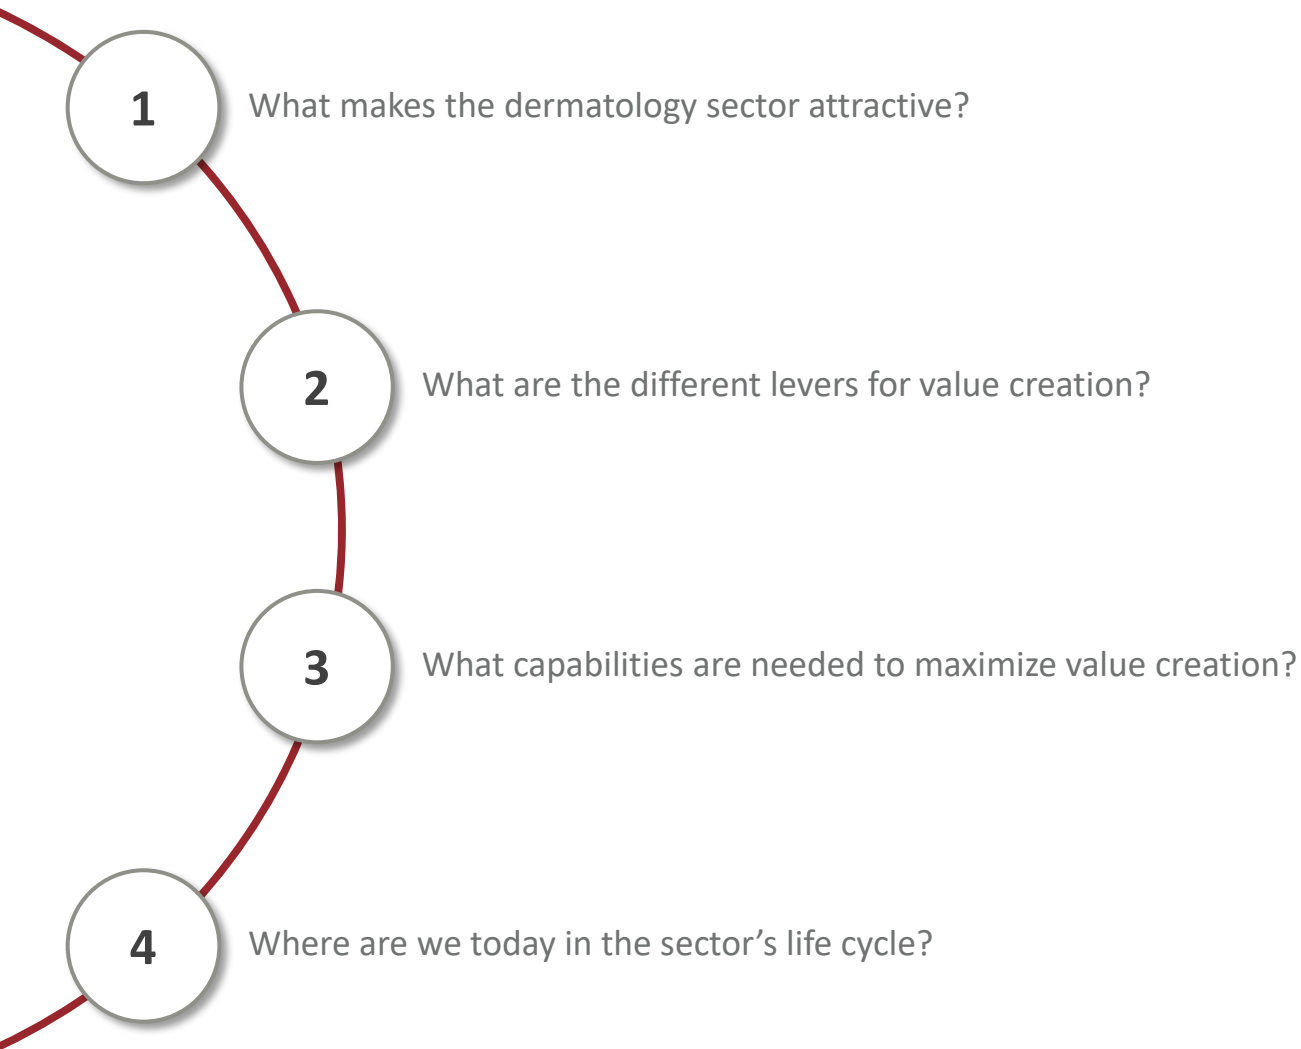 1
What makes the dermatology sector attractive?
2
What are the different levers for value creation?
3
What capabilities are needed to maximize value creation?
4
Where are we today in the sector’s life cycle?